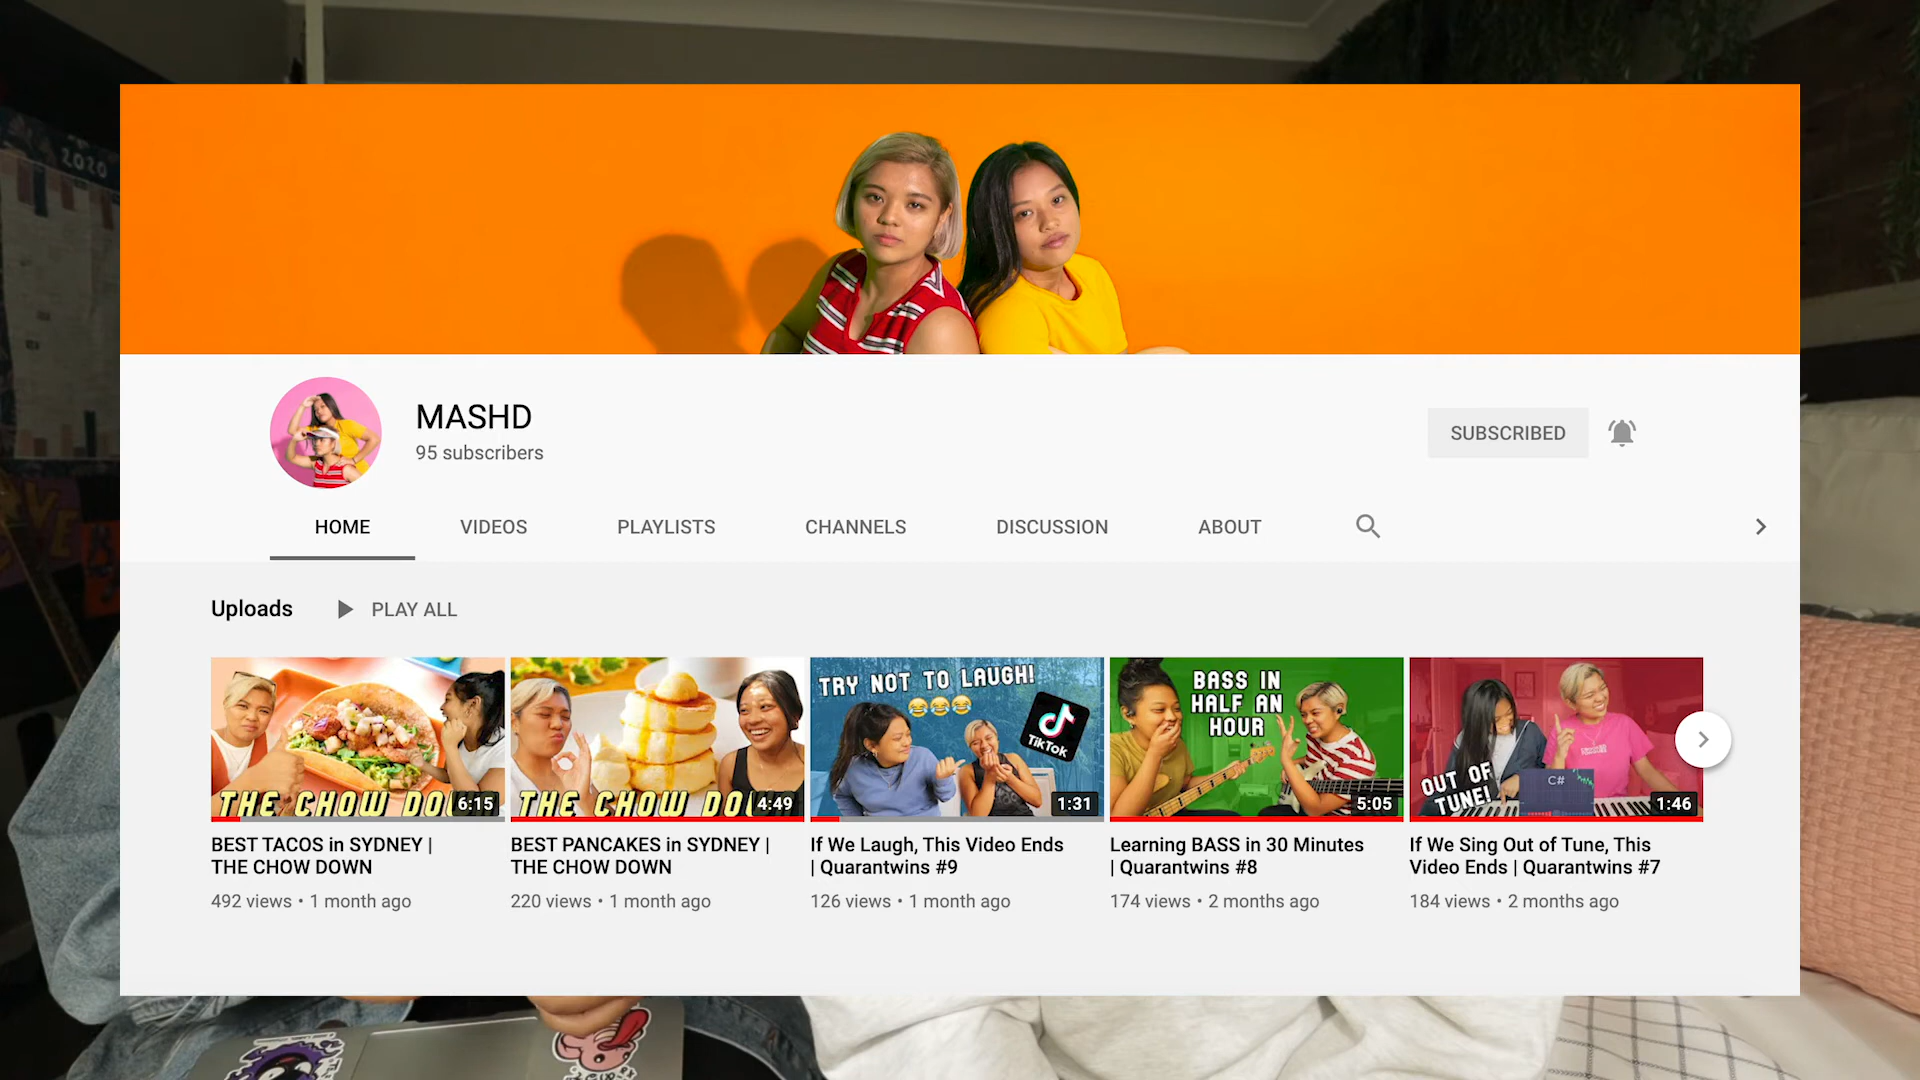 2020
MASHD
95 subscribers
SUBSCRIBED
HOME
VIDEOS
PLAYLISTS
CHANNELS
DISCUSSION
ABOUT
Uploads
PLAY ALL
THE CHOW
6:15
THE CHOW
4:49
TRY NOT TO LAUGH!
TikTok
1:31
BASS IN
HALF AN
HOUR
5:05
OUT OF
TUNE!
C#
1:46
BEST TACOS in SYDNEY |
THE CHOW DOWN
492 views • 1 month ago
BEST PANCAKES in SYDNEY |
THE CHOW DOWN
220 views • 1 month ago
If We Laugh, This Video Ends
| Quarantwins #9
126 views • 1 month ago
Learning BASS in 30 Minutes
| Quarantwins #8
174 views • 2 months ago
If We Sing Out of Tune, This
Video Ends | Quarantwins #7
184 views • 2 months ago